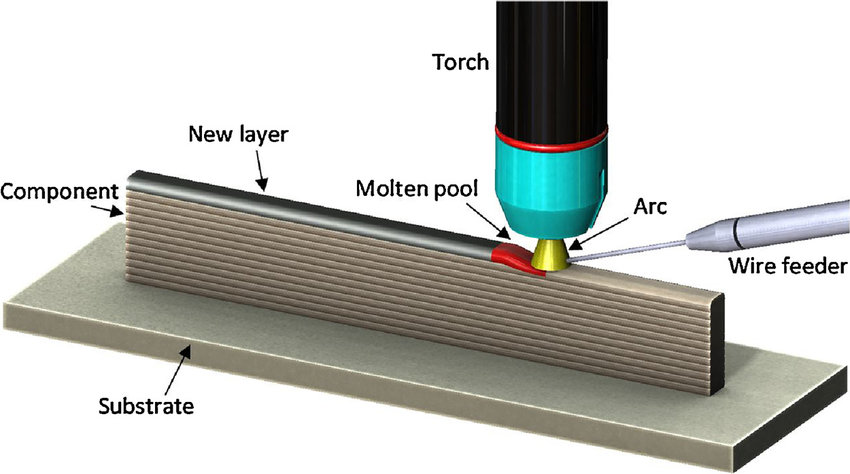 Torch
New layer
Component
Molten pool
Arc
Wire feeder
Substrate